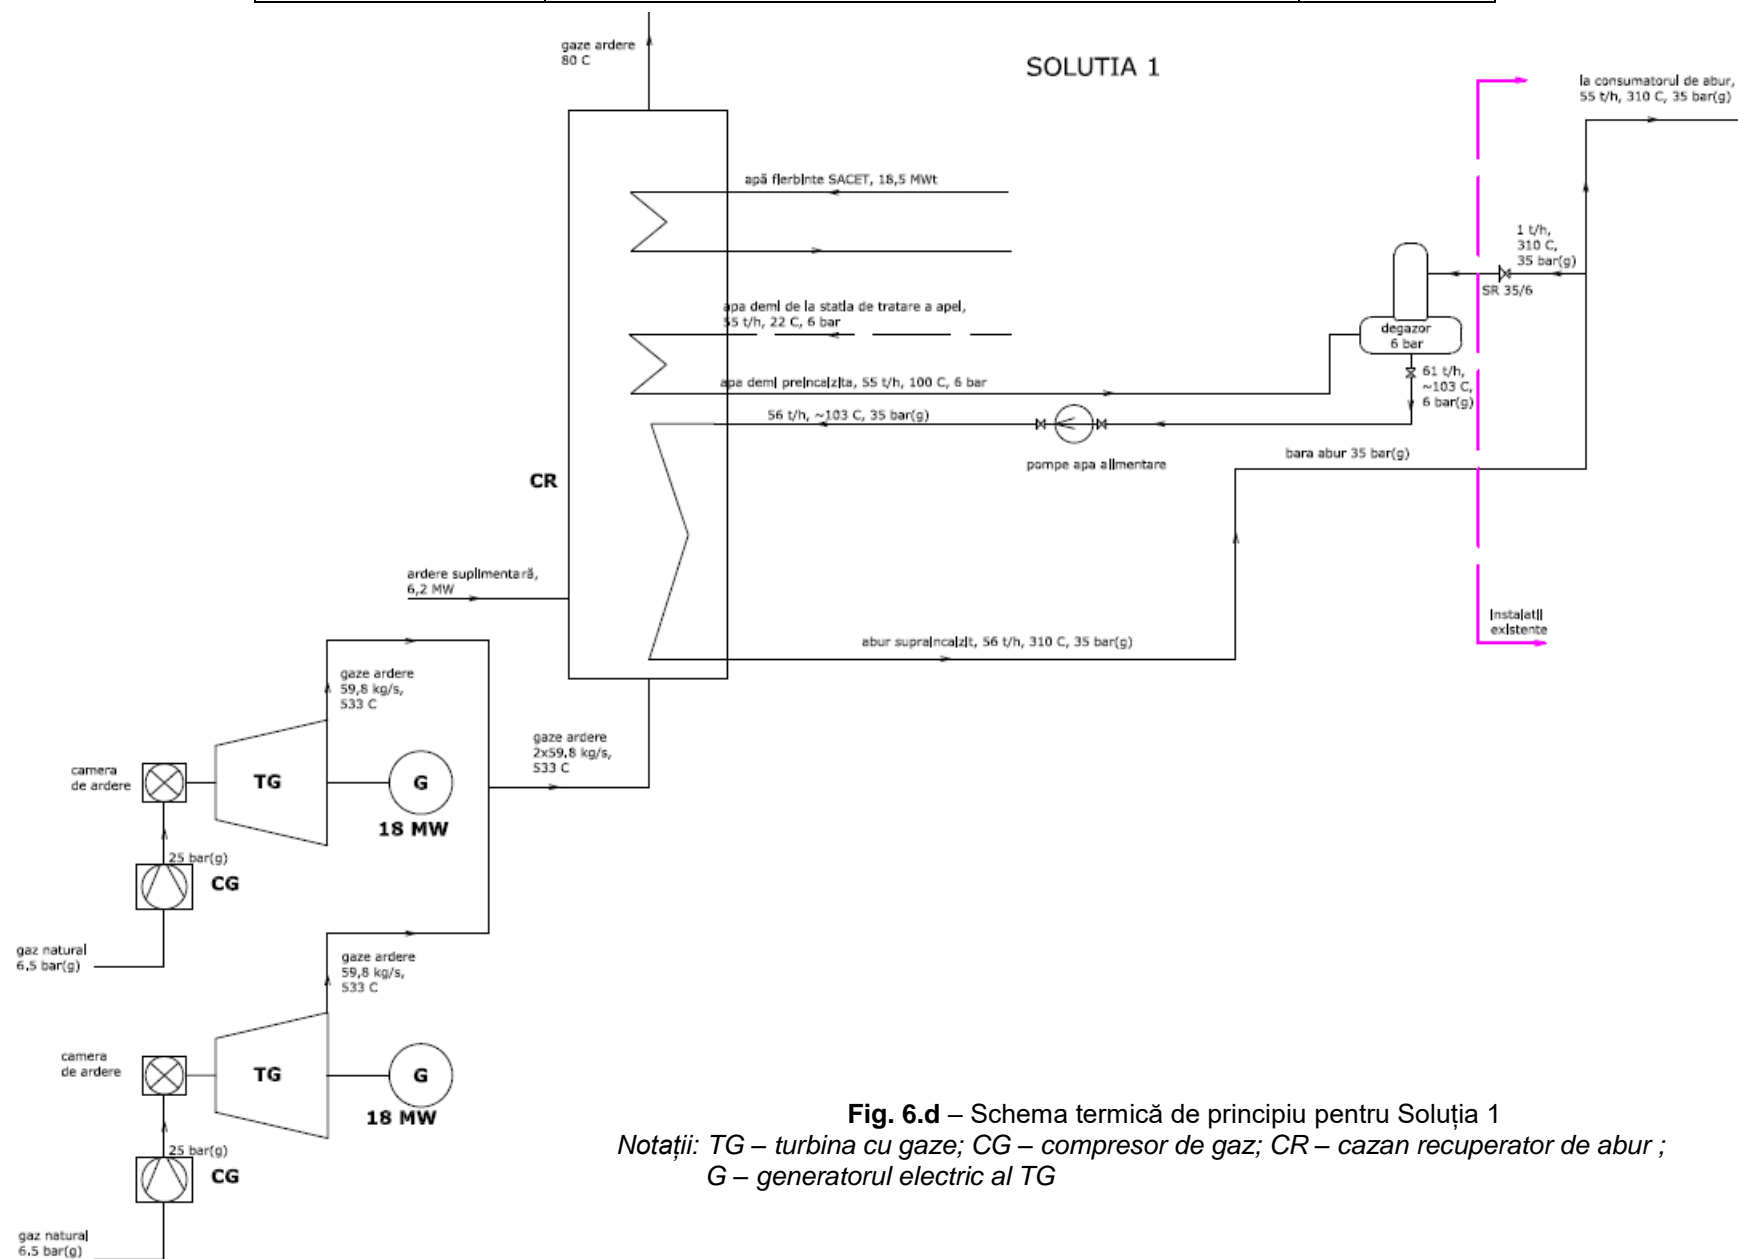 gaze ardere
80 C
SOLUTIA 1
la consumatorul de abur,
55 t/h, 310 C, 35 bar(g)
apă fierbinte SACET, 18,5 MWt
1 t/h,
310 C,
35 bar(g)
SR 35/6
apa demi de la statia de tratare a apei,
55 t/h, 22 C, 6 bar
degazor
6 bar
apa demi preincalzita, 55 t/h, 100 C, 6 bar
61 t/h,
~103 C,
6 bar(g)
56 t/h, ~103 C, 35 bar(g)
pompe apa alimentare
bara abur 35 bar(g)
CR
ardere suplimentară,
6,2 MW
instalatii
existente
abur supraincalzit, 56 t/h, 310 C, 35 bar(g)
gaze ardere
59,8 kg/s,
533 C
gaze ardere
2x59,8 kg/s,
533 C
camera
de ardere
TG
G
18 MW
25 bar(g)
CG
gaz natural
6,5 bar(g)
gaze ardere
59,8 kg/s,
533 C
camera
de ardere
TG
G
18 MW
25 bar(g)
CG
gaz natural
6,5 bar(g)
Fig. 6.d – Schema termică de principiu pentru Soluția 1
Notații: TG – turbina cu gaze; CG – compresor de gaz; CR – cazan recuperator de abur ;
G – generatorul electric al TG